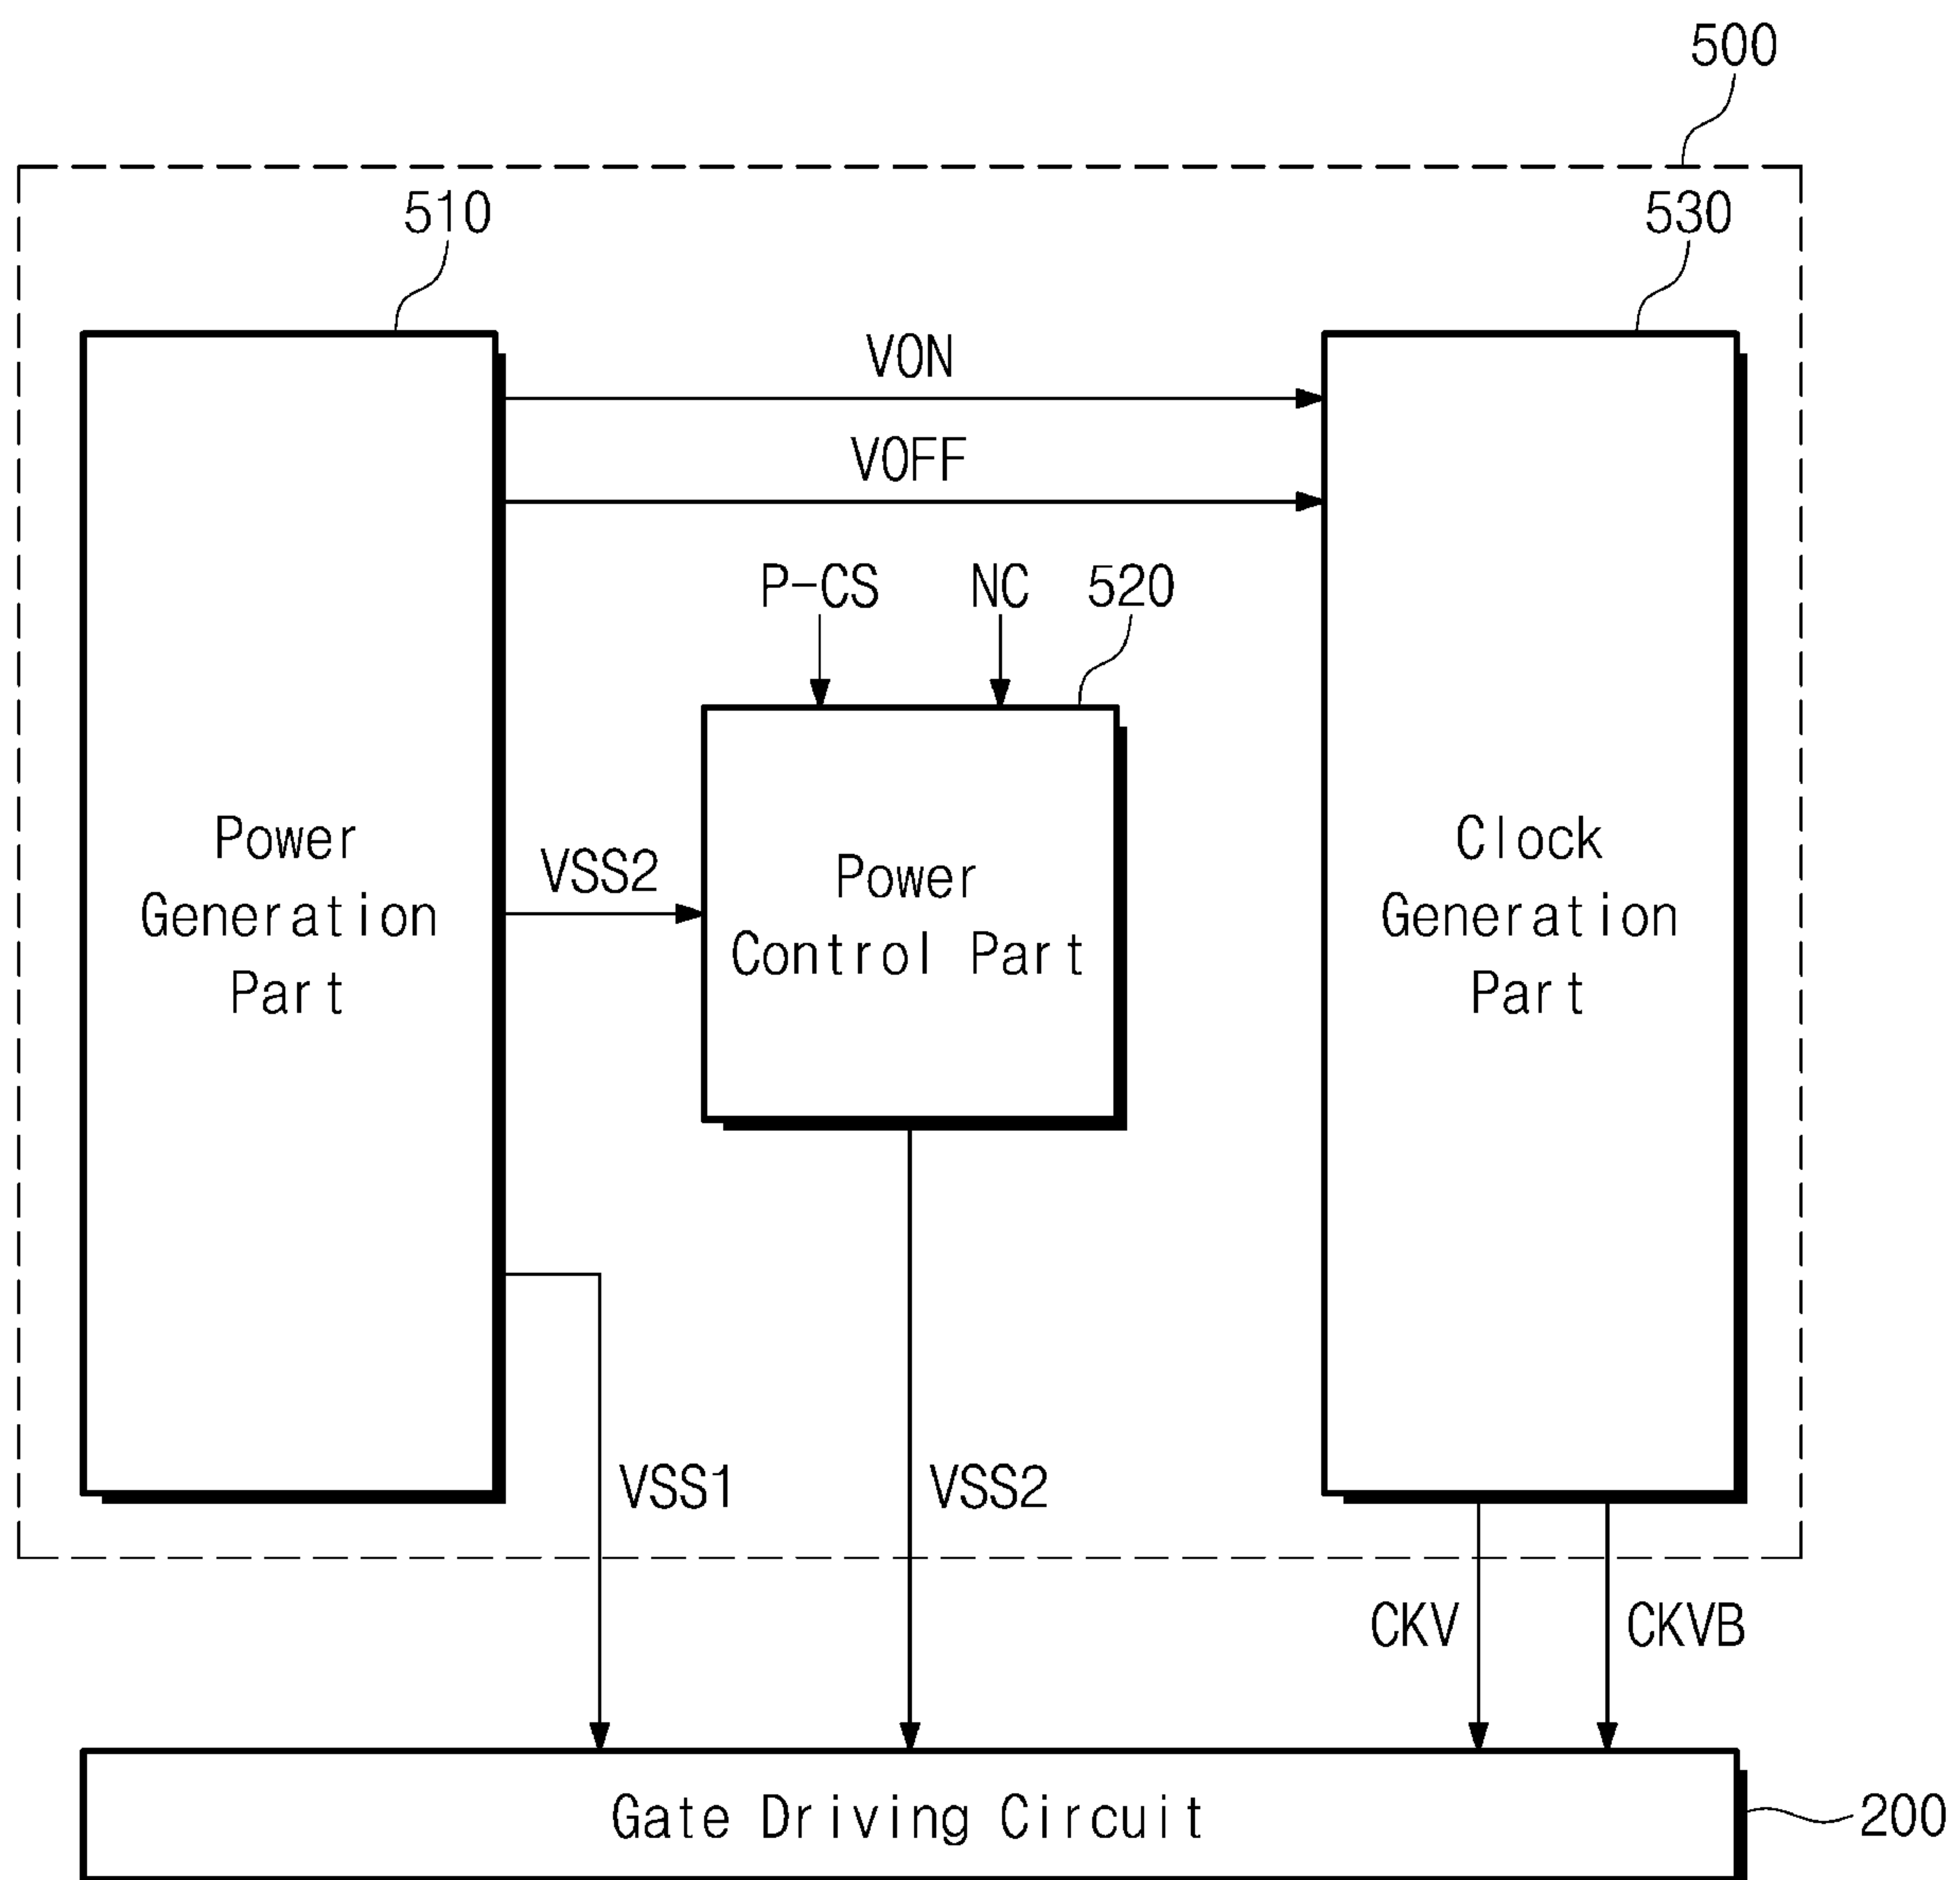 500
510
530
VON
VOFF
P-CS
NC
520
Power
Generation
Part
VSS2
Power
Control Part
Clock
Generation
Part
VSS1
VSS2
CKV
CKVB
Gate Driving Circuit
200